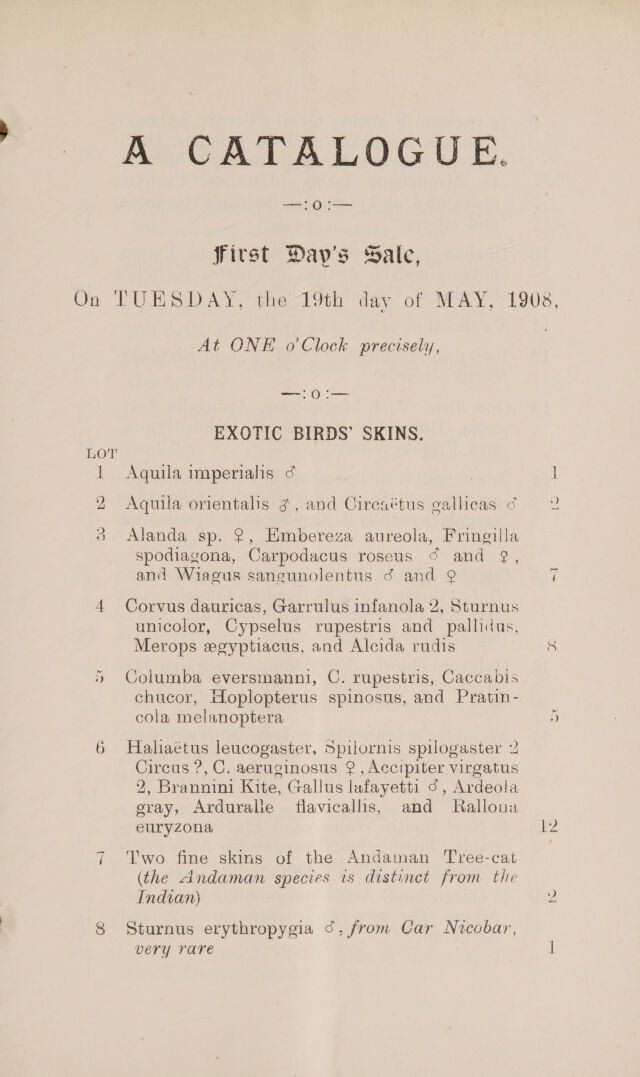 A CATALOGUE.
—:o:—
First Day's Sale,
On TUESDAY, the 19th day of MAY, 1908,
At ONE o'Clock precisely,
—:o:—
EXOTIC BIRDS' SKINS.
LOT
1 Aquila imperialis ♂ 1
2 Aquila orientalis ♂, and Circaëtus gallicas ♂ 2
3 Alanda sp. ♀, Embereza aureola, Fringilla
spodiagona, Carpodacus roseus ♂ and ♀,
and Wiagus sangunolentus ♂ and ♀ 7
4 Corvus dauricas, Garrulus infanola 2, Sturnus
unicolor, Cypselus rupestris and pallidus,
Merops ægyptiacus, and Alcida rudis 8
5 Columba eversmanni, C. rupestris, Caccabis
chucor, Hoplopterus spinosus, and Pratin-
cola melanoptera 5
6 Haliaëtus leucogaster, Spilornis spilogaster 2
Circus ?, C. aeruginosus ♀, Accipiter virgatus
2, Brannini Kite, Gallus lafayetti ♂, Ardeola
gray, Arduralle flavicallis, and Rallona
euryzona 12
7 Two fine skins of the Andaman Tree-cat
(the Andaman species is distinct from the
Indian) 2
8 Sturnus erythropygia ♂, from Car Nicobar,
very rare 1